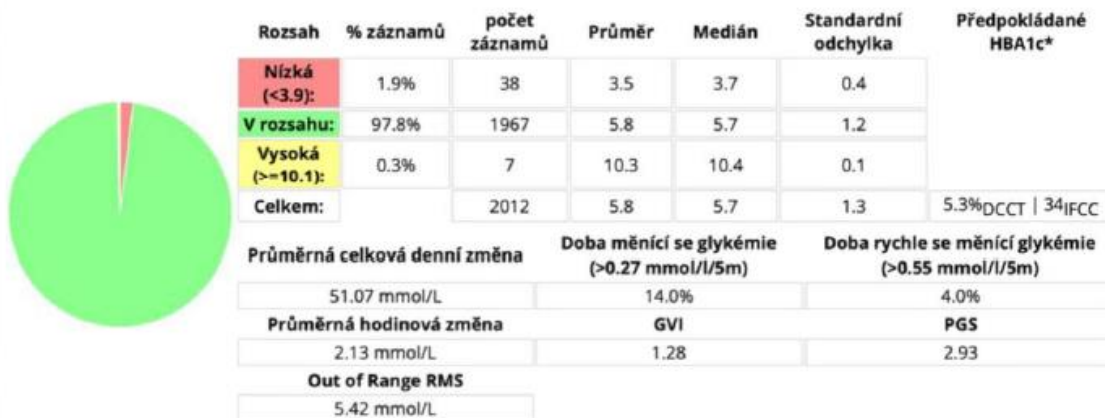 Rozsah % záznamů počet záznamů Průměr Medián Standardní odchylka Předpokládané HBA1c*
Nízká (<3.9): 1.9% 38 3.5 3.7 0.4
V rozsahu: 97.8% 1967 5.8 5.7 1.2
Vysoká (>=10.1): 0.3% 7 10.3 10.4 0.1
Celkem: 2012 5.8 5.7 1.3 5.3%DCCT | 34IFCC
Průměrná celková denní změna Doba měnící se glykémie (>0.27 mmol/l/5m) Doba rychle se měnící glykémie (>0.55 mmol/l/5m)
51.07 mmol/L 14.0% 4.0%
Průměrná hodinová změna GVI PGS
2.13 mmol/L 1.28 2.93
Out of Range RMS
5.42 mmol/L